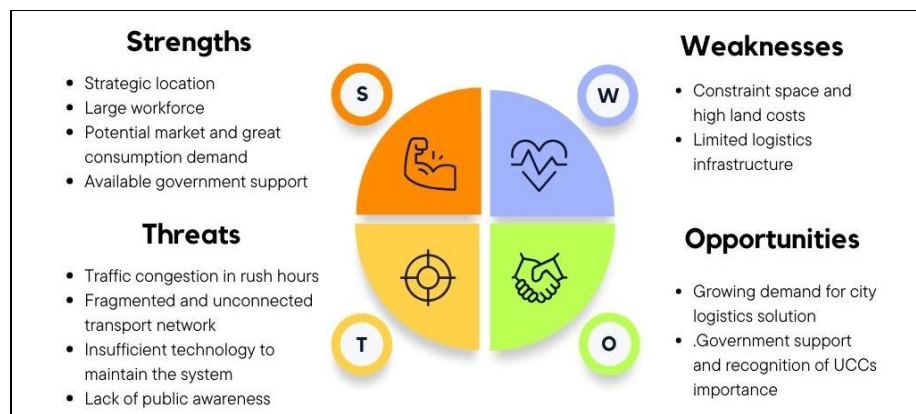 Strengths
• Strategic location
• Large workforce
• Potential market and great
consumption demand
• Available government support
S
W
Weaknesses
• Constraint space and
high land costs
• Limited logistics
infrastructure
Threats
• Traffic congestion in rush hours
• Fragmented and unconnected
transport network
• Insufficient technology to
maintain the system
• Lack of public awareness
T
O
Opportunities
• Growing demand for city
logistics solution
• .Government support
and recognition of UCCs
importance